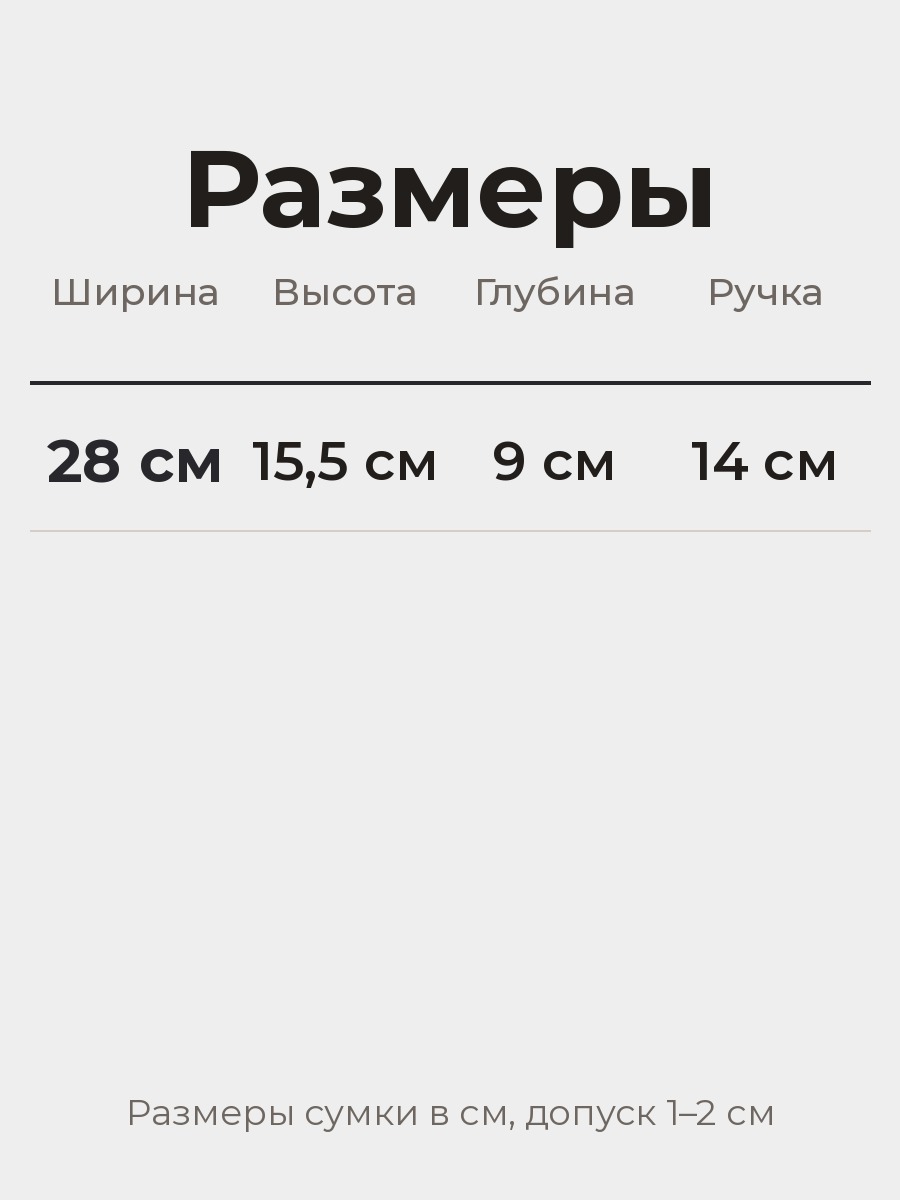 Размеры
Ширина Высота Глубина Ручка
28 см 15,5 см 9 см 14 см
Размеры сумки в см, допуск 1–2 см